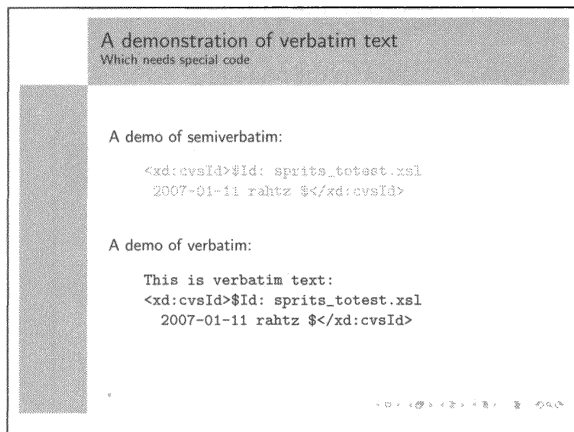 A demonstration of verbatim text
Which needs special code
A demo of semiverbatim:
<xd:cvsId>$Id: sprits_totest.xsl
2007-01-11 rahtz $</xd:cvsId>
A demo of verbatim:
This is verbatim text:
<xd:cvsId>$Id: sprits_totest.xsl
2007-01-11 rahtz $</xd:cvsId>